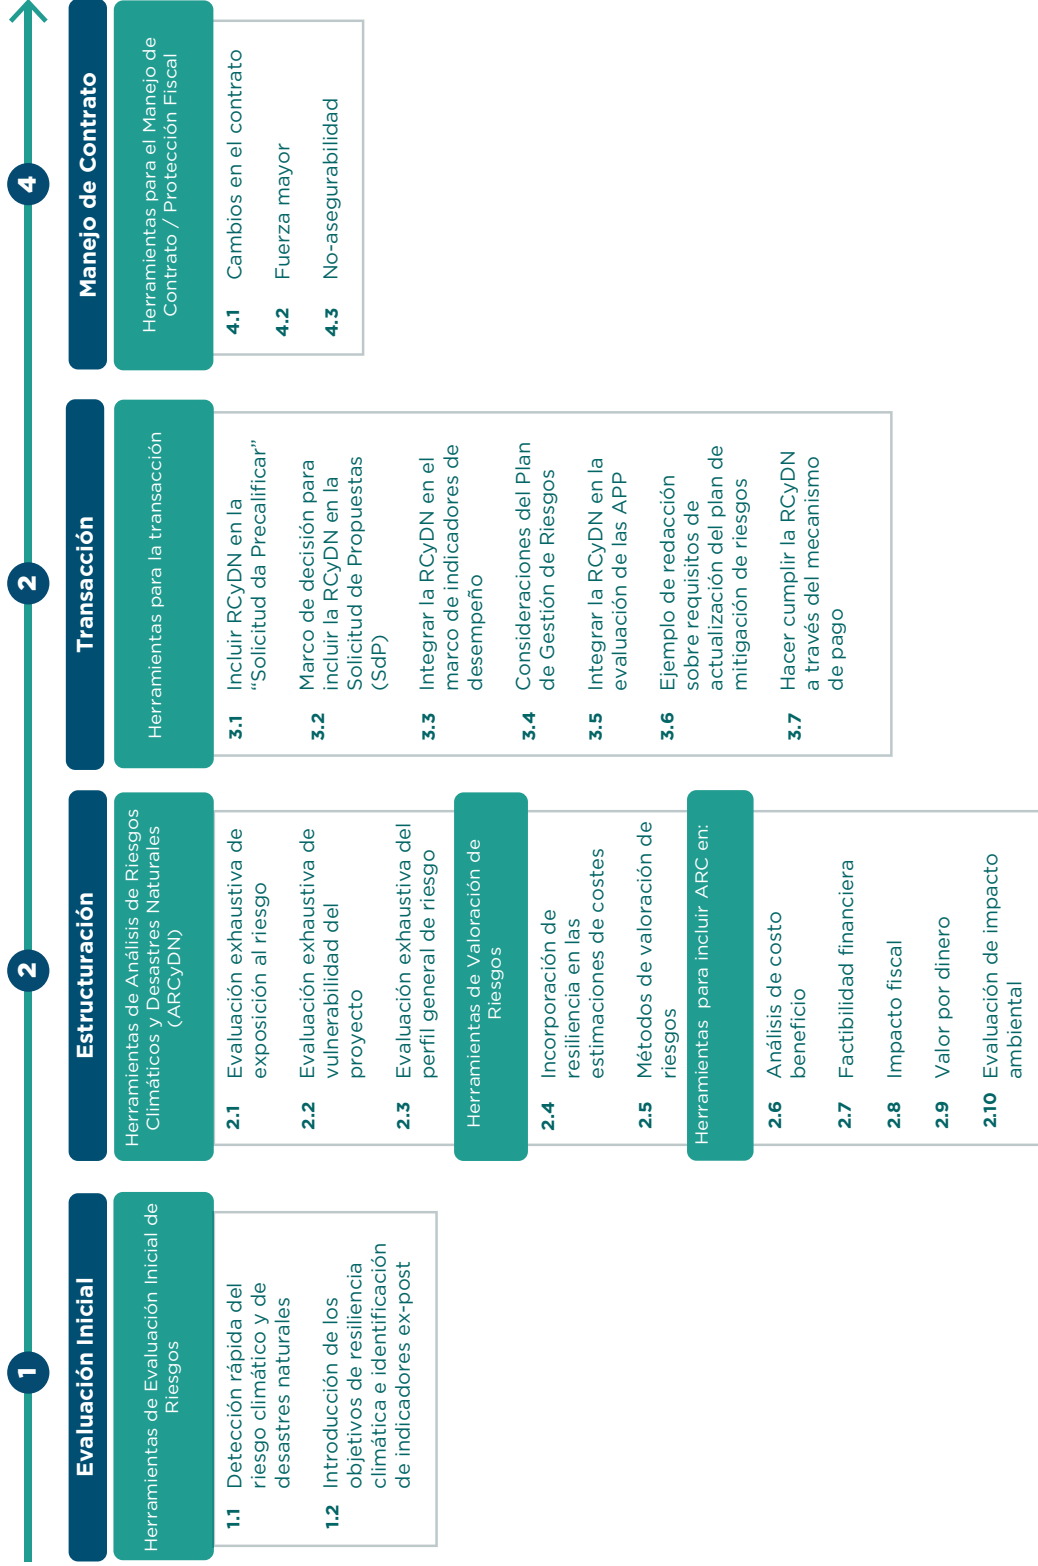 1
Evaluación Inicial
Herramientas de Evaluación Inicial de
Riesgos
1.1 Detección rápida del
riesgo climático y de
desastres naturales
1.2 Introducción de los
objetivos de resiliencia
climática e identificación
de indicadores ex-post
2
Estructuración
Herramientas de Análisis de Riesgos
Climáticos y Desastres Naturales
(ARCyDN)
2.1 Evaluación exhaustiva de
exposición al riesgo
2.2 Evaluación exhaustiva de
vulnerabilidad del
proyecto
2.3 Evaluación exhaustiva del
perfil general de riesgo
Herramientas de Valoración de
Riesgos
2.4 Incorporación de
resiliencia en las
estimaciones de costes
2.5 Métodos de valoración de
riesgos
Herramientas para incluir ARC en:
2.6 Análisis de costo
beneficio
2.7 Factibilidad financiera
2.8 Impacto fiscal
2.9 Valor por dinero
2.10 Evaluación de impacto
ambiental
2
Transacción
Herramientas para la transacción
3.1 Incluir RCyDN en la
“Solicitud da Precalificar”
3.2 Marco de decisión para
incluir la RCyDN en la
Solicitud de Propuestas
(SdP)
3.3 Integrar la RCyDN en el
marco de indicadores de
desempeño
3.4 Consideraciones del Plan
de Gestión de Riesgos
3.5 Integrar la RCyDN en la
evaluación de las APP
3.6 Ejemplo de redacción
sobre requisitos de
actualización del plan de
mitigación de riesgos
3.7 Hacer cumplir la RCyDN
a través del mecanismo
de pago
4
Manejo de Contrato
Herramientas para el Manejo de
Contrato / Protección Fiscal
4.1 Cambios en el contrato
4.2 Fuerza mayor
4.3 No-asegurabilidad